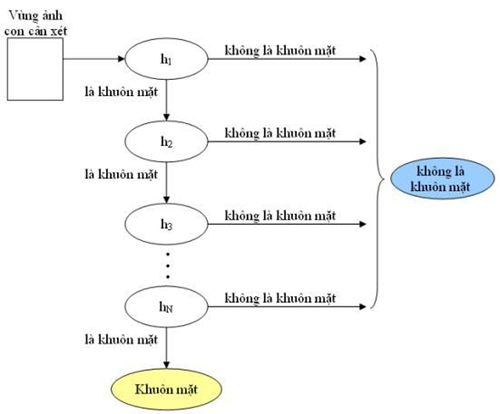 Vùng ảnh
con cần xét
h1
không là khuôn mặt
là khuôn mặt
h2
không là khuôn mặt
là khuôn mặt
không là
khuôn mặt
h3
không là khuôn mặt
hN
không là khuôn mặt
là khuôn mặt
Khuôn mặt